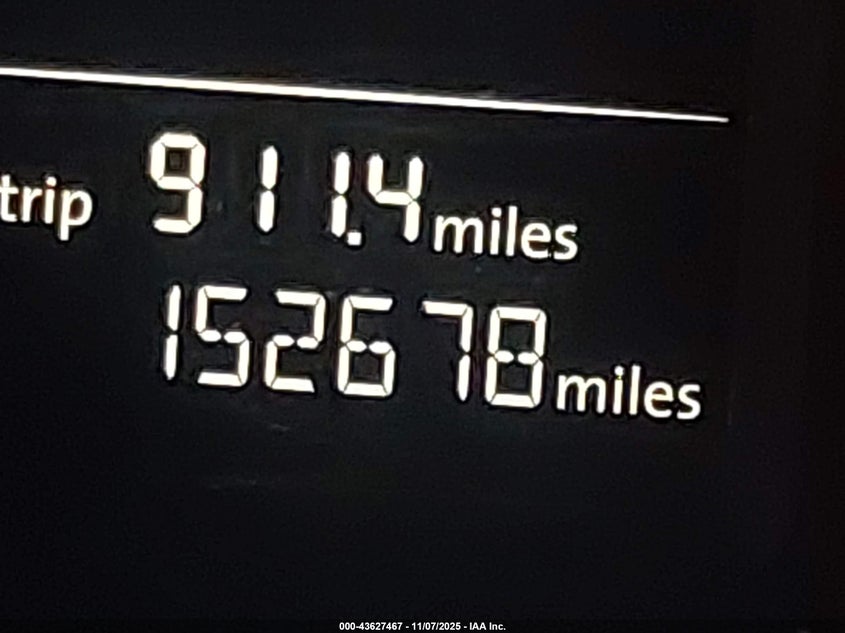 trip 911.4 miles
152678 miles
000-43627467 - 11/07/2025 - IAA Inc.